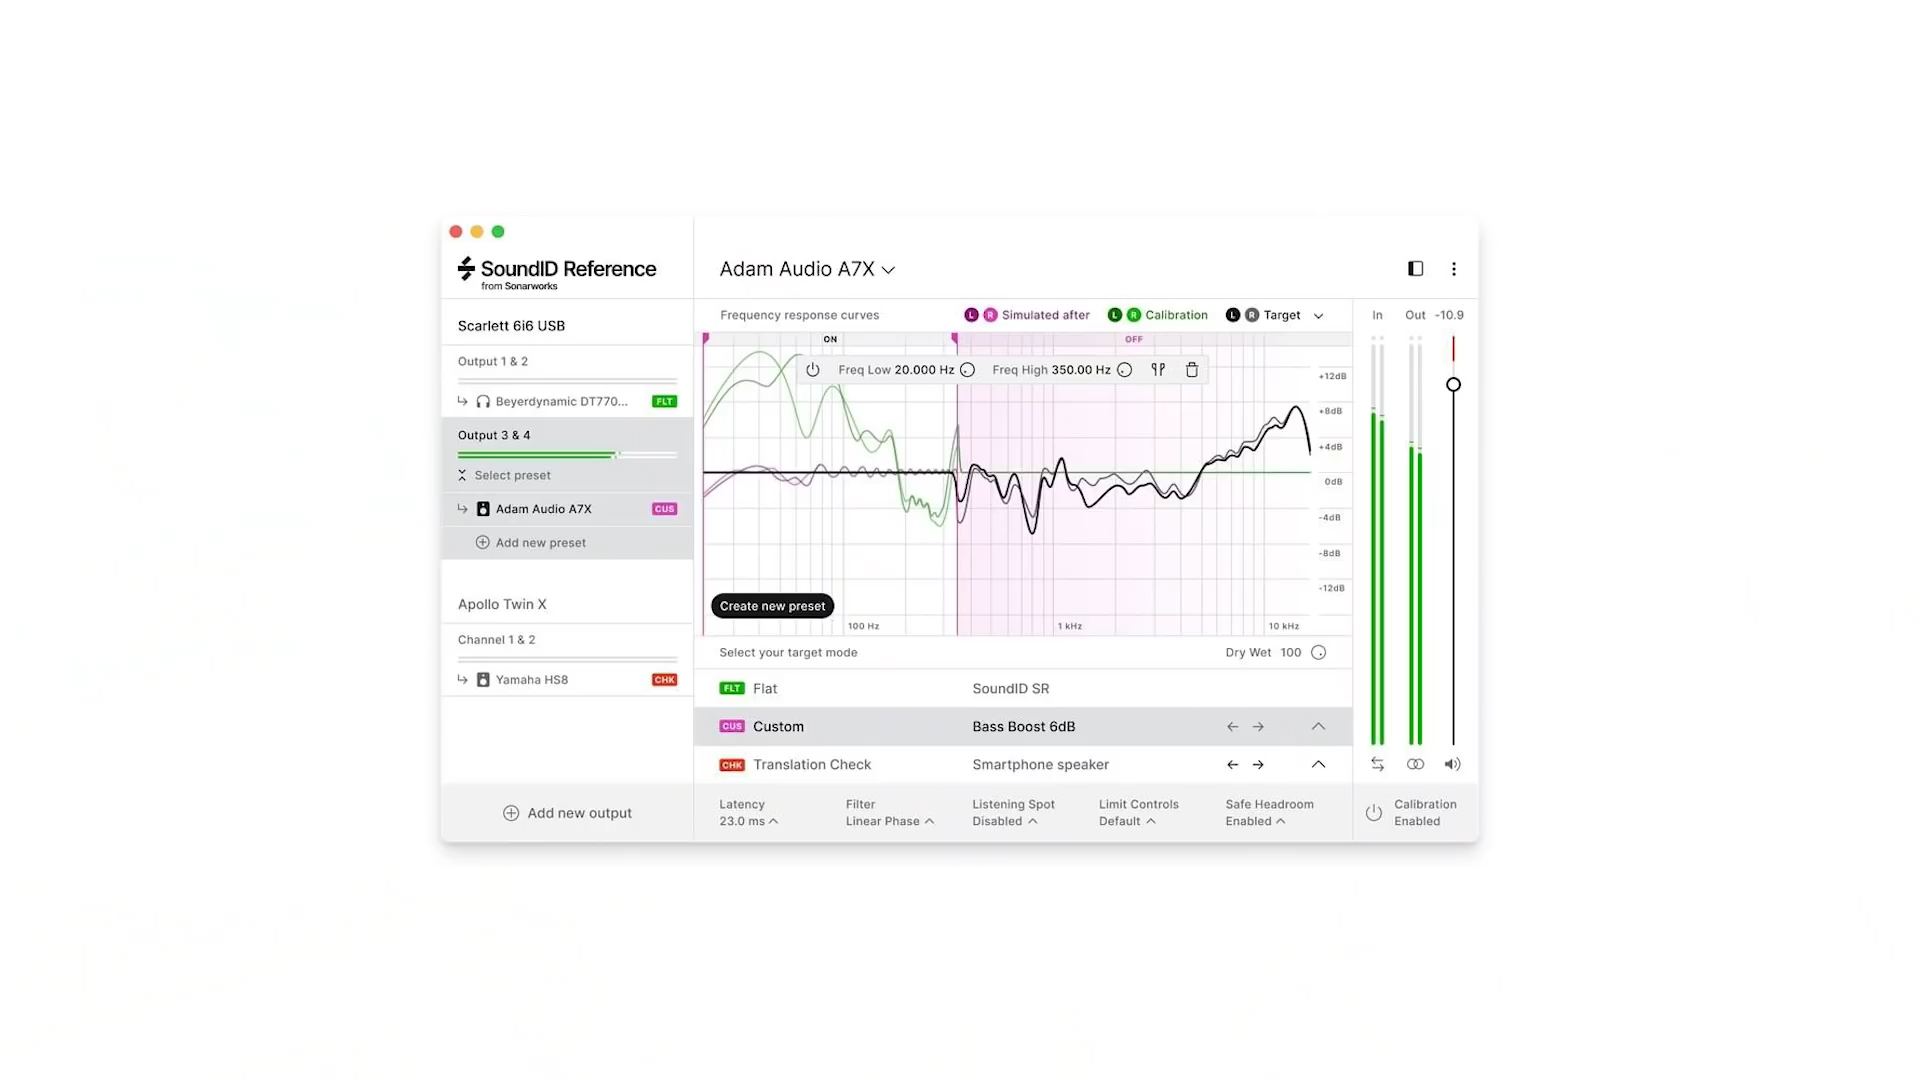 SoundID Reference
from Sonarworks
Scarlett 6i6 USB
Output 1 & 2
Beyerdynamic DT770...
FLT
Output 3 & 4
Select preset
Adam Audio A7X
CUS
Add new preset
Apollo Twin X
Channel 1 & 2
Yamaha HS8
CHK
Add new output
Adam Audio A7X
Frequency response curves
L R Simulated after
L R Calibration
L R Target
ON
OFF
Freq Low 20.000 Hz
Freq High 350.00 Hz
+12dB
+8dB
+4dB
0dB
-4dB
-8dB
-12dB
Create new preset
100 Hz
1 kHz
10 kHz
Select your target mode
Dry Wet 100
FLT Flat
SoundID SR
CUS Custom
Bass Boost 6dB
CHK Translation Check
Smartphone speaker
Latency
23.0 ms
Filter
Linear Phase
Listening Spot
Disabled
Limit Controls
Default
Safe Headroom
Enabled
In
Out
-10.9
Calibration
Enabled